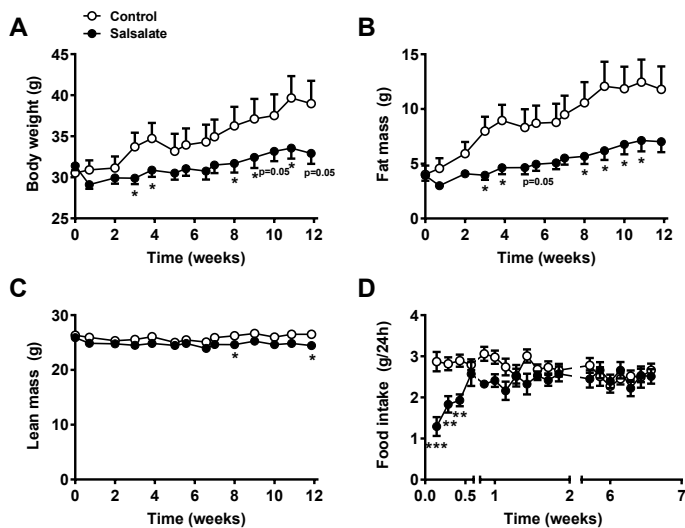 Control
Salsalate
A
B
45
40
35
30
25
Body weight (g)
0 2 4 6 8 10 12
Time (weeks)
* * * * p=0.05 * p=0.05
20
15
10
5
0
Fat mass (g)
0 2 4 6 8 10 12
Time (weeks)
* * p=0.05 * * * *
C
D
30
20
10
0
Lean mass (g)
0 2 4 6 8 10 12
Time (weeks)
* *
4
3
2
1
0
Food intake (g/24h)
0.0 0.5 1 2 6 7
Time (weeks)
*** ** **